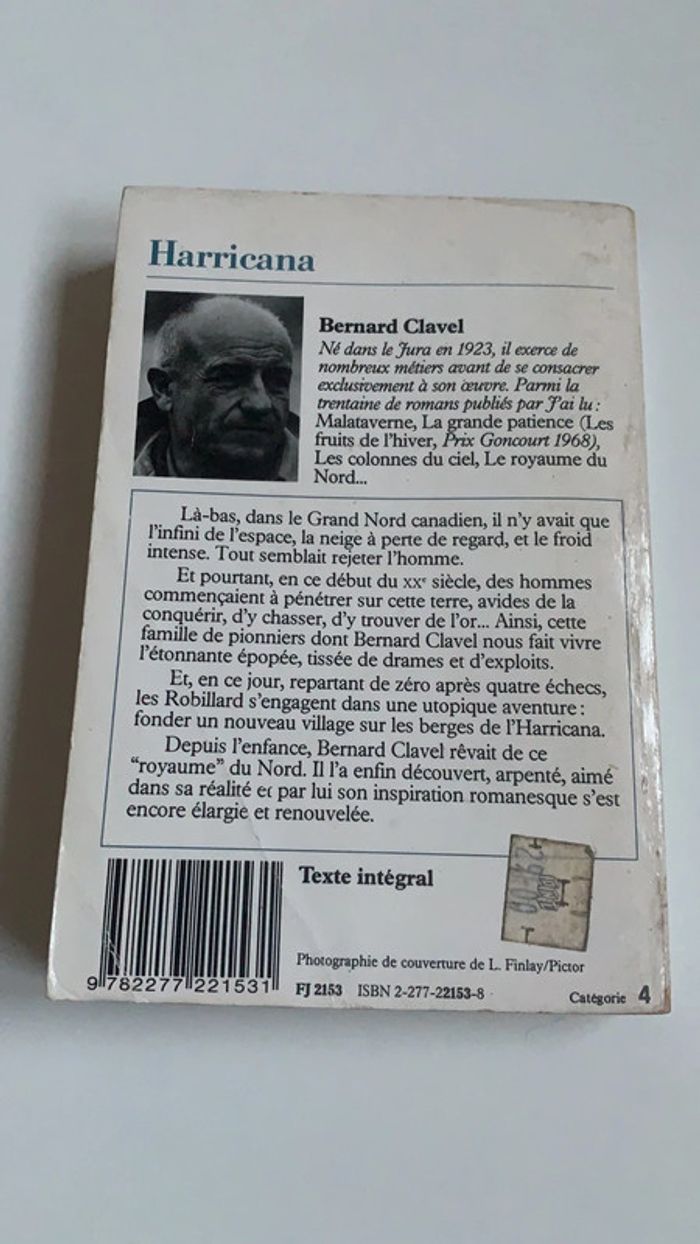 Harricana
Bernard Clavel
Né dans le Jura en 1923, il exerce de
nombreux métiers avant de se consacrer
exclusivement à son œuvre. Parmi la
trentaine de romans publiés par J'ai lu :
Malataverne, La grande patience (Les
fruits de l'hiver, Prix Goncourt 1968),
Les colonnes du ciel, Le royaume du
Nord...
Là-bas, dans le Grand Nord canadien, il n'y avait que
l'infini de l'espace, la neige à perte de regard, et le froid
intense. Tout semblait rejeter l'homme.
Et pourtant, en ce début du XXe siècle, des hommes
commençaient à pénétrer sur cette terre, avides de la
conquérir, d'y chasser, d'y trouver de l'or... Ainsi, cette
famille de pionniers dont Bernard Clavel nous fait vivre
l'étonnante épopée, tissée de drames et d'exploits.
Et, en ce jour, repartant de zéro après quatre échecs,
les Robillard s'engagent dans une utopique aventure :
fonder un nouveau village sur les berges de l'Harricana.
Depuis l'enfance, Bernard Clavel rêvait de ce
"royaume" du Nord. Il l'a enfin découvert, arpenté, aimé
dans sa réalité et par lui son inspiration romanesque s'est
encore élargie et renouvelée.
Texte intégral
Photographie de couverture de L. Finlay/Pictor
9 782277 221531
FJ 2153 ISBN 2-277-22153-8
Catégorie 4